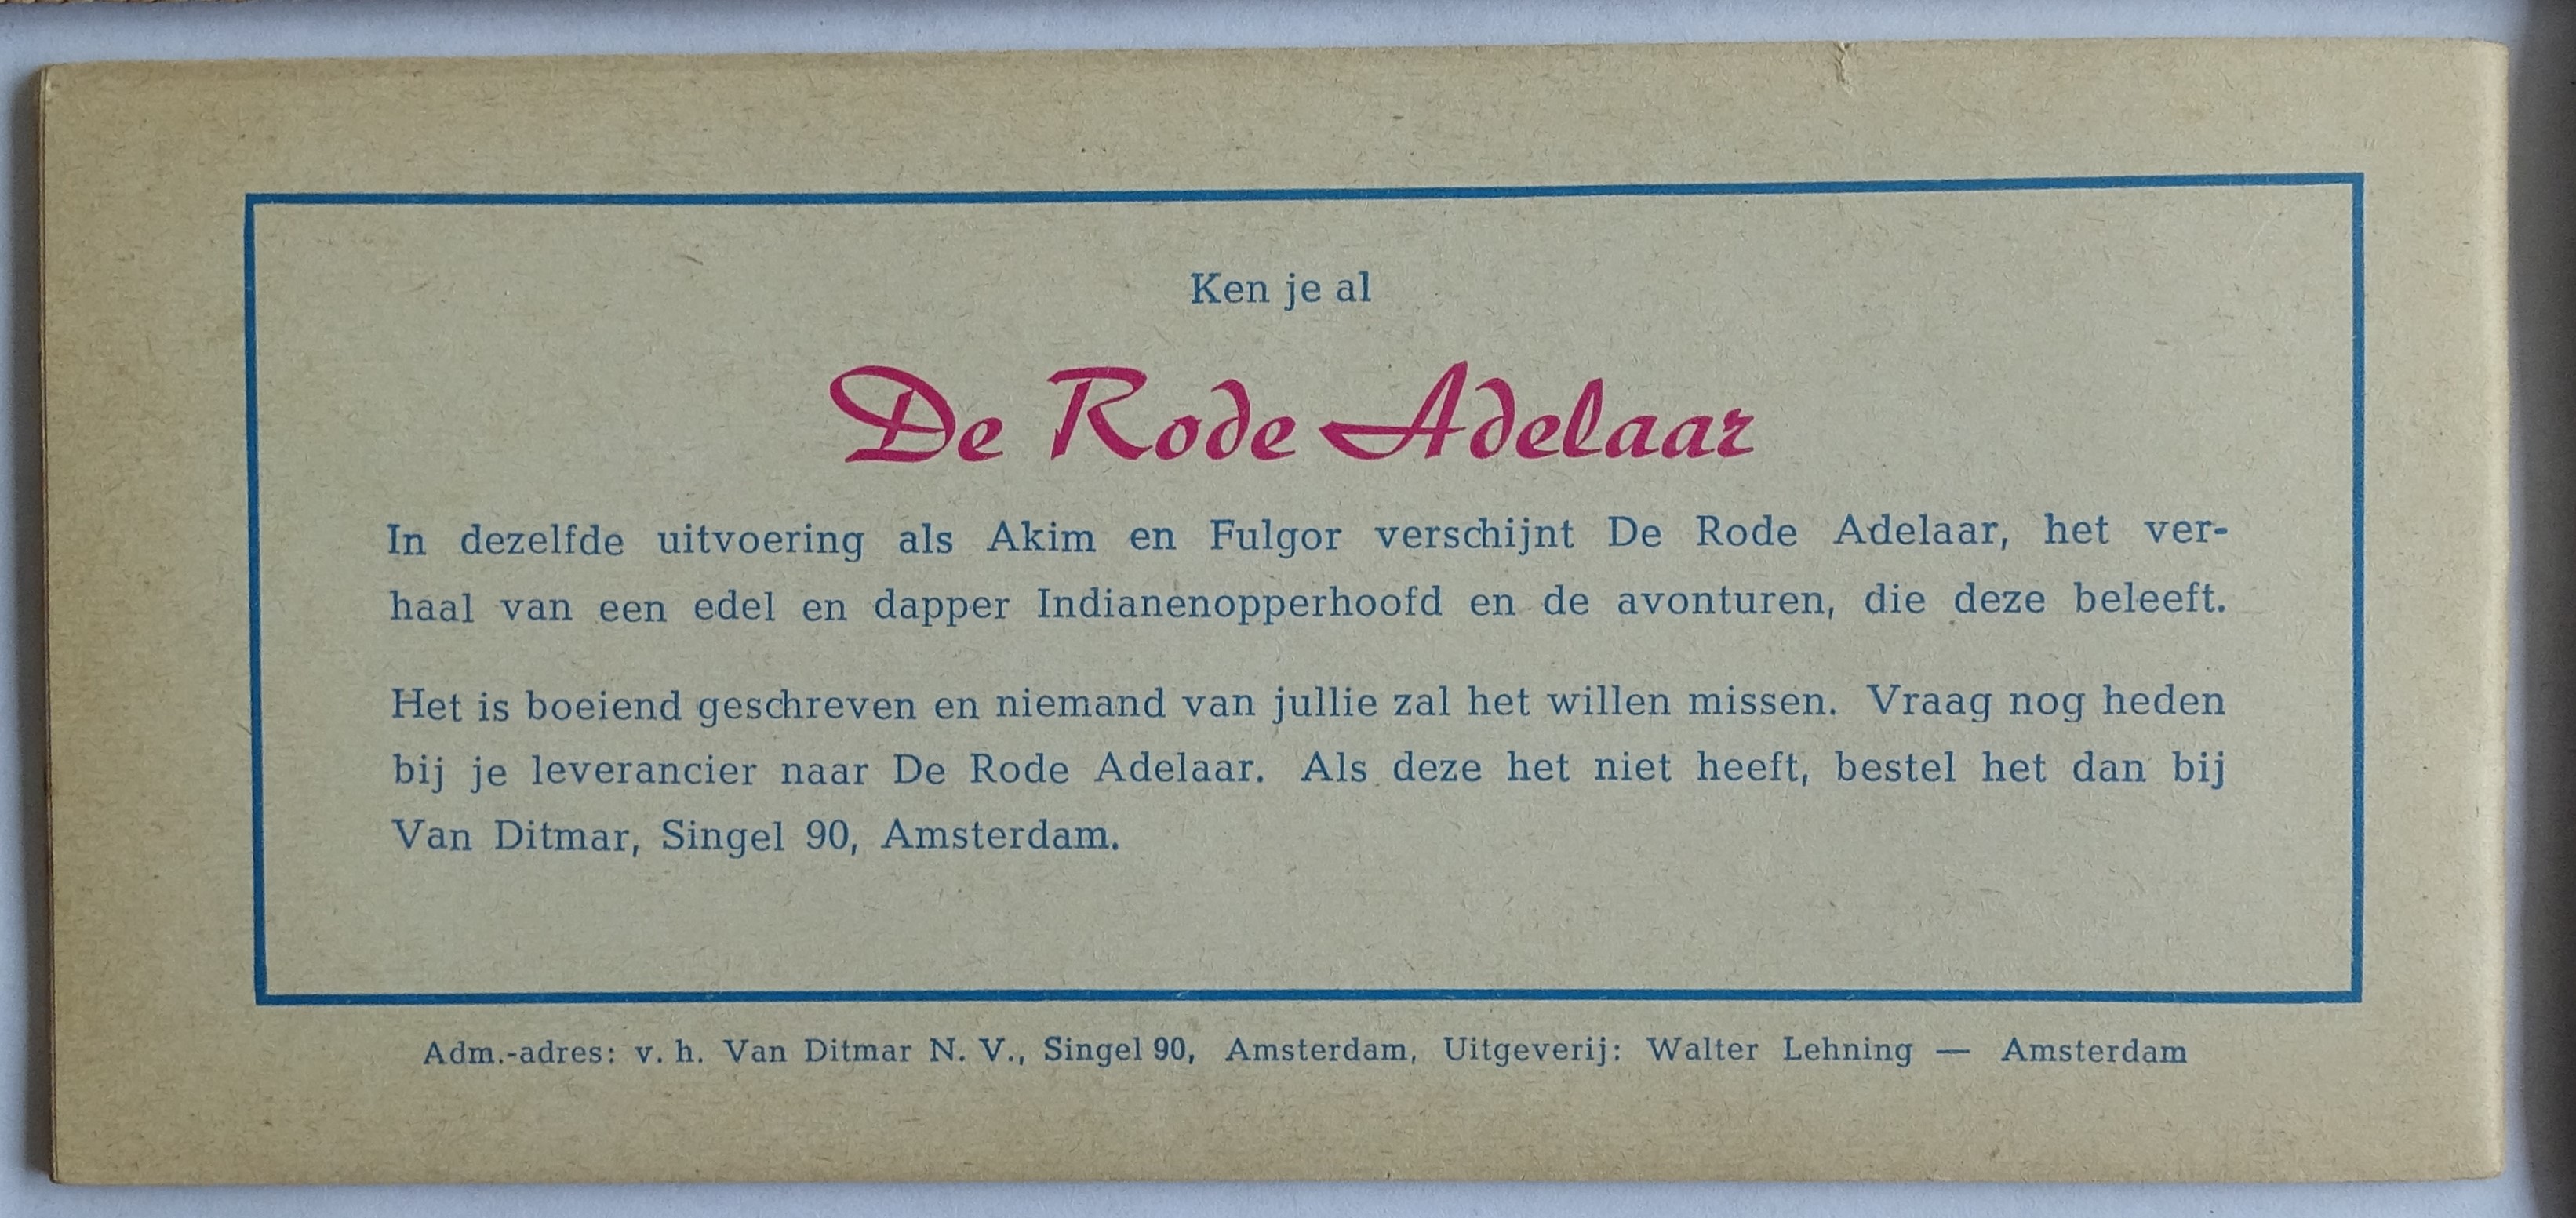 Ken je al
De Rode Adelaar
In dezelfde uitvoering als Akim en Fulgor verschijnt De Rode Adelaar, het ver-
haal van een edel en dapper Indianenopperhoofd en de avonturen, die deze beleeft.
Het is boeiend geschreven en niemand van jullie zal het willen missen. Vraag nog heden
bij je leverancier naar De Rode Adelaar. Als deze het niet heeft, bestel het dan bij
Van Ditmar, Singel 90, Amsterdam.
Adm.-adres: v. h. Van Ditmar N. V., Singel 90, Amsterdam, Uitgeverij: Walter Lehning — Amsterdam